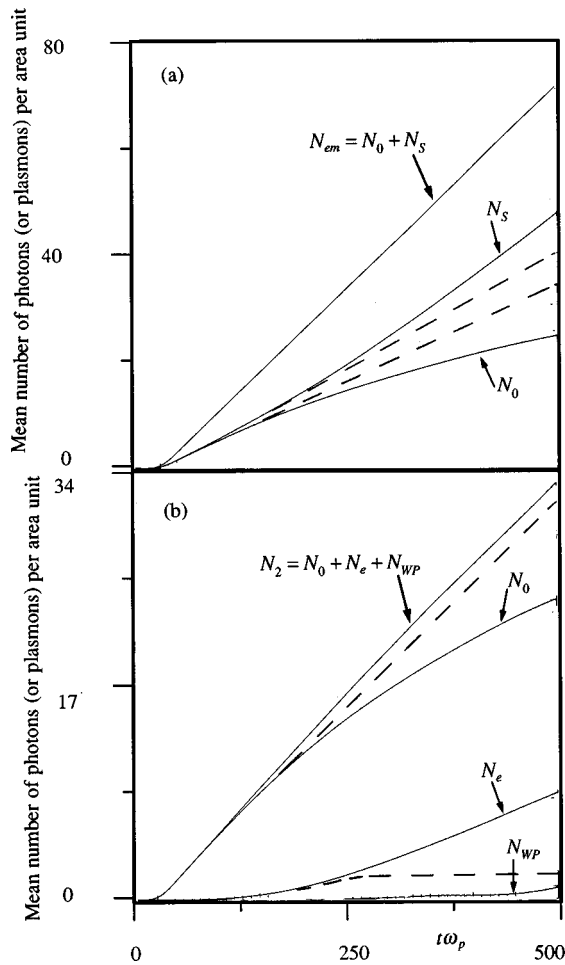 Mean number of photons (or plasmons) per area unit
80
(a)
N_em = N_0 + N_S
N_S
40
N_0
0
Mean number of photons (or plasmons) per area unit
34
(b)
N_2 = N_0 + N_e + N_WP
N_0
17
N_e
N_WP
0
0
250
tω_p
500